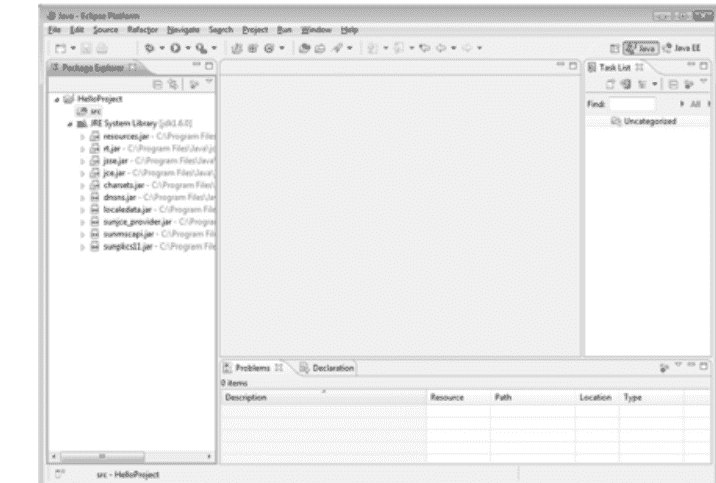 Java - Eclipse Platform
File Edit Source Refactor Navigate Search Project Run Window Help
Java Java EE
Package Explorer
Task List
HelloProject
src
JRE System Library [jdk1.6.0]
resources.jar - C:\Program Files
rt.jar - C:\Program Files\Java\jd
jsse.jar - C:\Program Files\Java\
jce.jar - C:\Program Files\Java\
charsets.jar - C:\Program Files\
dnsns.jar - C:\Program Files\Jav
localedata.jar - C:\Program File
sunjce_provider.jar - C:\Program
sunmscapi.jar - C:\Program File
sunpkcs11.jar - C:\Program File
Find: All
Uncategorized
Problems Declaration
0 items
Description Resource Path Location Type
src - HelloProject